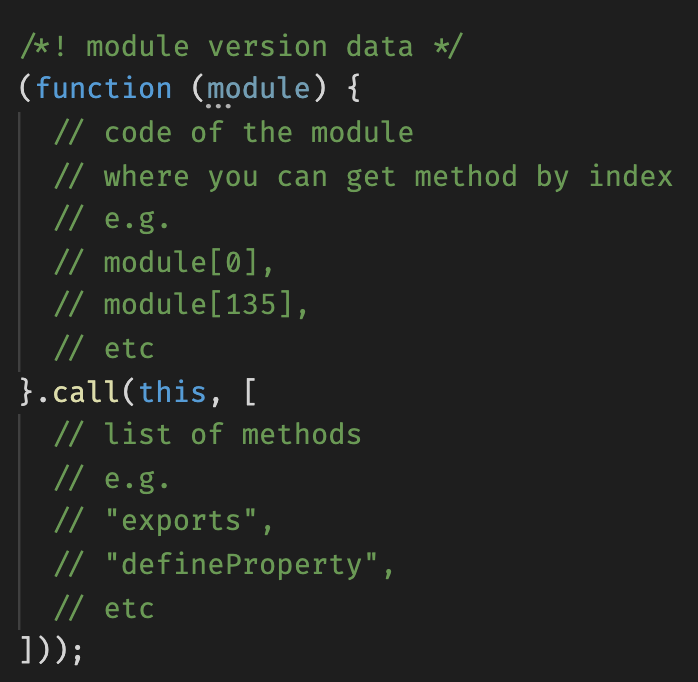 /*! module version data */
(function (module) {
// code of the module
// where you can get method by index
// e.g.
// module[0],
// module[135],
// etc
}.call(this, [
// list of methods
// e.g.
// "exports",
// "defineProperty",
// etc
]));